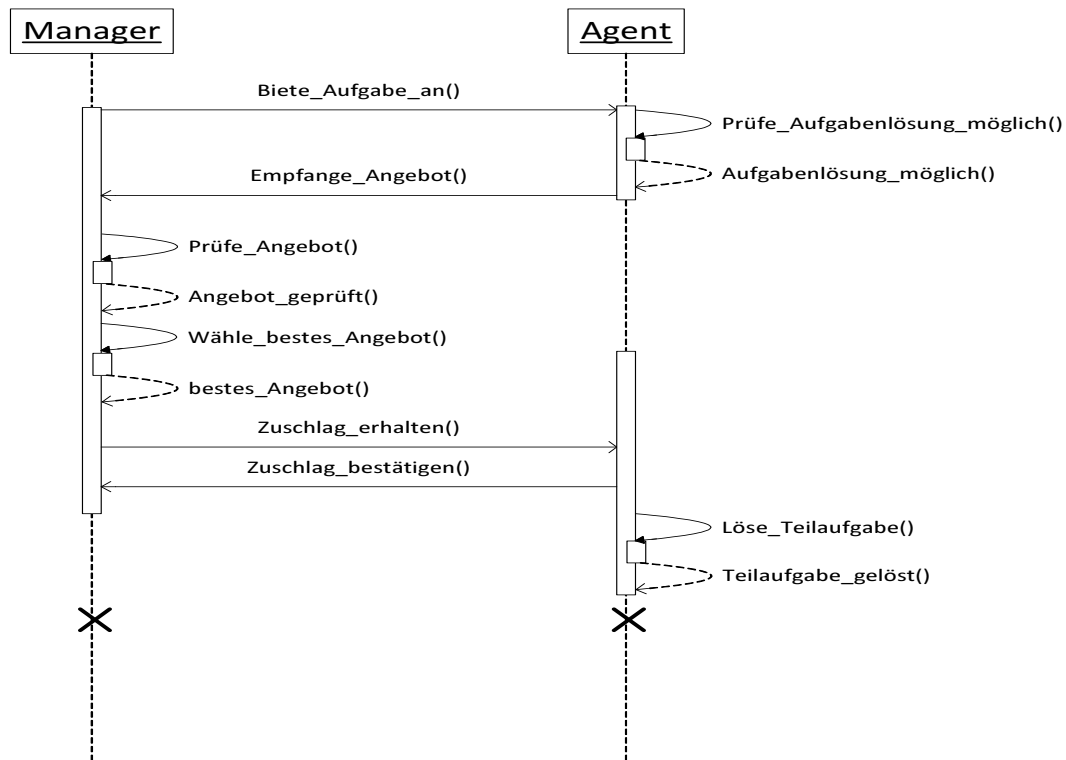 Manager
Agent
Biete_Aufgabe_an()
Prüfe_Aufgabenlösung_möglich()
Aufgabenlösung_möglich()
Empfange_Angebot()
Prüfe_Angebot()
Angebot_geprüft()
Wähle_bestes_Angebot()
bestes_Angebot()
Zuschlag_erhalten()
Zuschlag_bestätigen()
Löse_Teilaufgabe()
Teilaufgabe_gelöst()